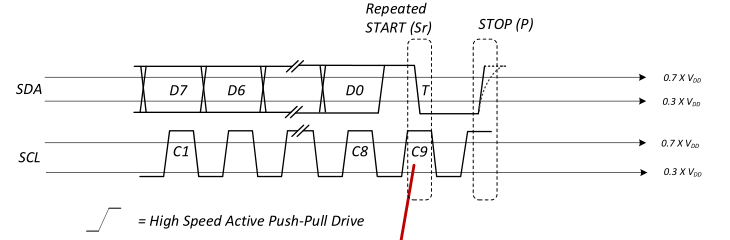 Repeated
START (Sr)
STOP (P)
SDA
D7
D6
D0
T
0.7 X VDD
0.3 X VDD
SCL
C1
C8
C9
0.7 X VDD
0.3 X VDD
= High Speed Active Push-Pull Drive